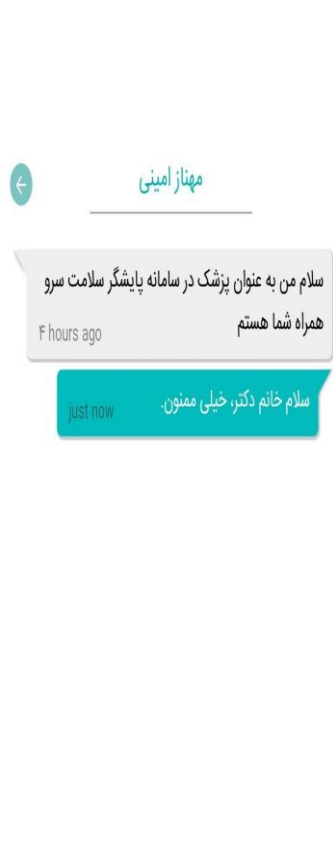 مهناز امینی
سلام من به عنوان پزشک در سامانه پایشگر سلامت سرو
همراه شما هستم
۴ hours ago
سلام خانم دکتر، خیلی ممنون.
just now